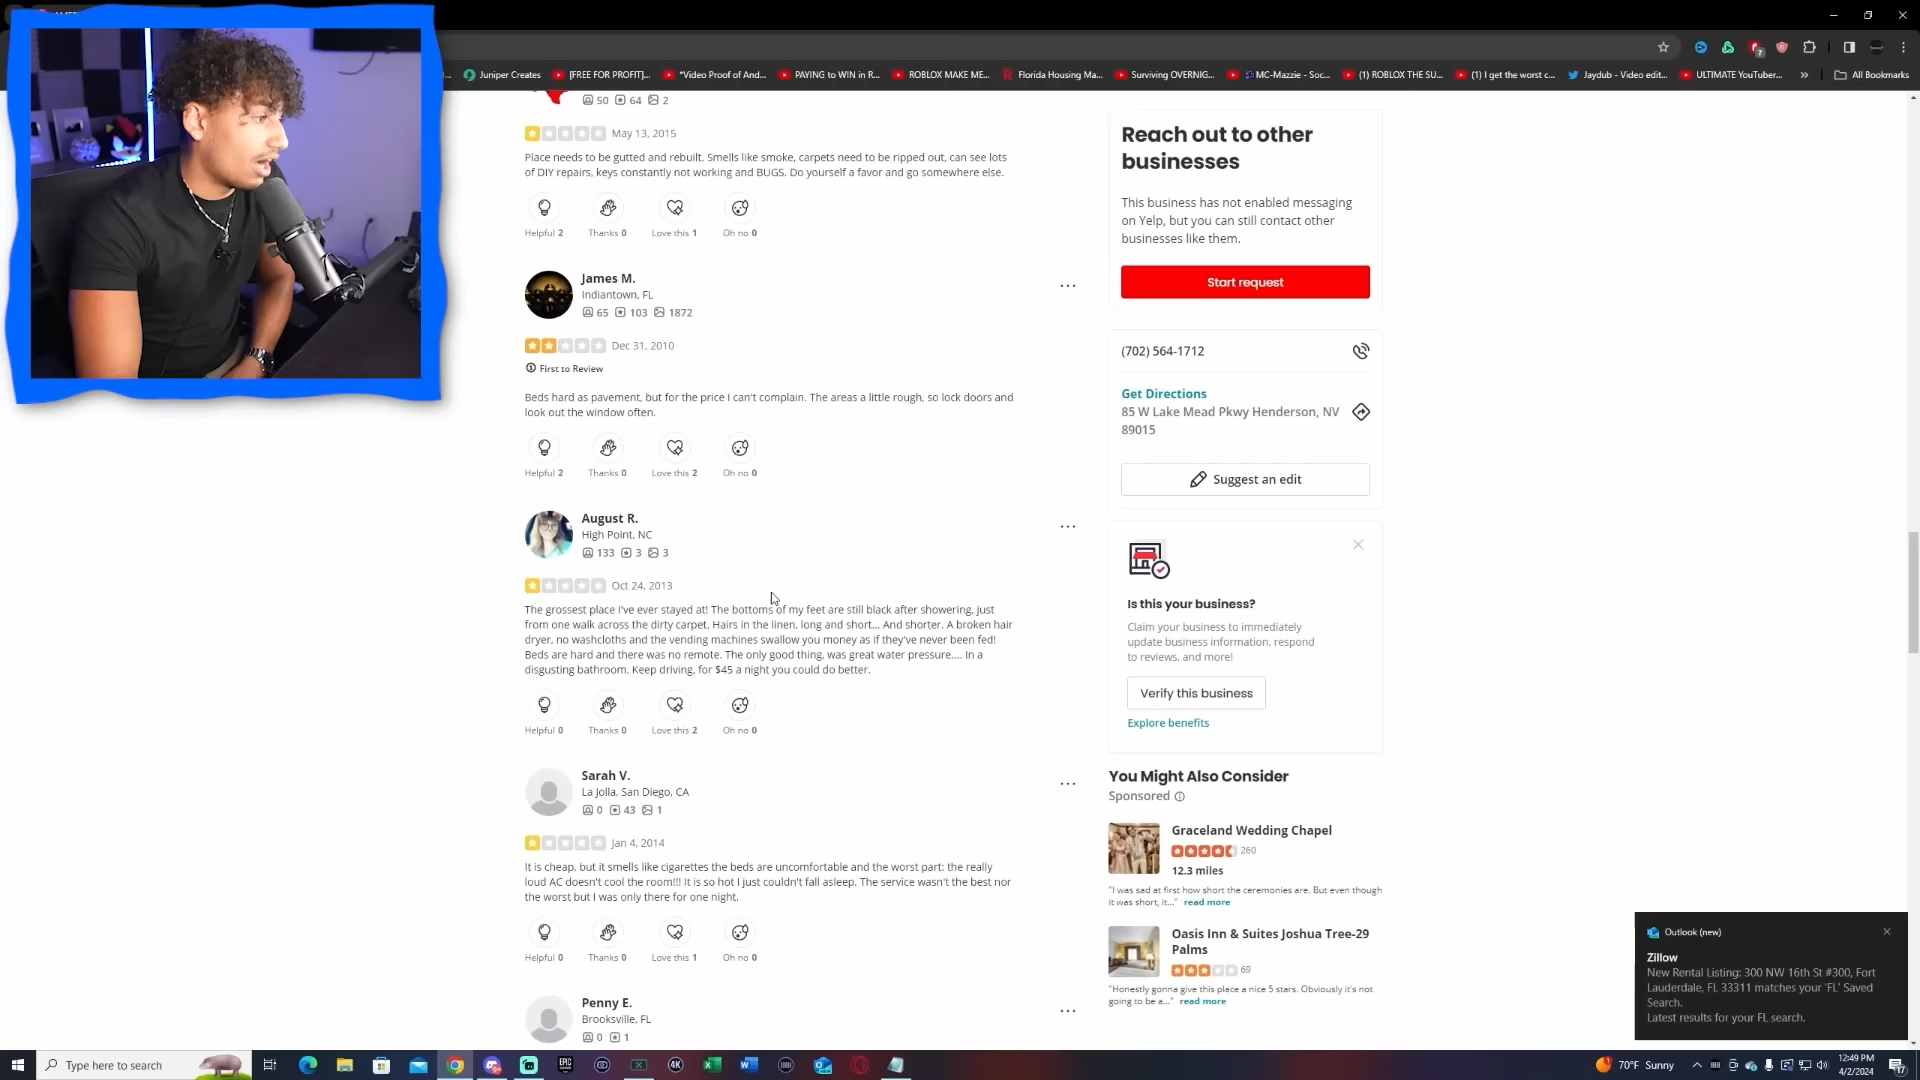 Juniper Creates
[FREE FOR PROFIT]...
*Video Proof of And...
PAYING to WIN in R...
ROBLOX MAKE ME...
Florida Housing Ma...
Surviving OVERNIG...
MC-Mazzie - Soc...
(1) ROBLOX THE SU...
(1) I get the worst c...
Jaydub - Video edit...
ULTIMATE YouTuber...
»
All Bookmarks
50 64 2
May 13, 2015
Place needs to be gutted and rebuilt. Smells like smoke, carpets need to be ripped out, can see lots
of DIY repairs, keys constantly not working and BUGS. Do yourself a favor and go somewhere else.
Helpful 2 Thanks 0 Love this 1 Oh no 0
James M.
Indiantown, FL
65 103 1872
Dec 31, 2010
First to Review
Beds hard as pavement, but for the price I can't complain. The areas a little rough, so lock doors and
look out the window often.
Helpful 2 Thanks 0 Love this 2 Oh no 0
August R.
High Point, NC
133 3 3
Oct 24, 2013
The grossest place I've ever stayed at! The bottoms of my feet are still black after showering, just
from one walk across the dirty carpet. Hairs in the linen, long and short... And shorter. A broken hair
dryer, no washcloths and the vending machines swallow you money as if they've never been fed!
Beds are hard and there was no remote. The only good thing, was great water pressure.... In a
disgusting bathroom. Keep driving, for $45 a night you could do better.
Helpful 0 Thanks 0 Love this 2 Oh no 0
Sarah V.
La Jolla, San Diego, CA
0 43 1
Jan 4, 2014
It is cheap, but it smells like cigarettes the beds are uncomfortable and the worst part: the really
loud AC doesn't cool the room!!! It is so hot I just couldn't fall asleep. The service wasn't the best nor
the worst but I was only there for one night.
Helpful 0 Thanks 0 Love this 1 Oh no 0
Penny E.
Brooksville, FL
0 1
Reach out to other
businesses
This business has not enabled messaging
on Yelp, but you can still contact other
businesses like them.
Start request
(702) 564-1712
Get Directions
85 W Lake Mead Pkwy Henderson, NV
89015
Suggest an edit
Is this your business?
Claim your business to immediately
update business information, respond
to reviews, and more!
Verify this business
Explore benefits
You Might Also Consider
Sponsored
Graceland Wedding Chapel
260
12.3 miles
"I was sad at first how short the ceremonies are. But even though
it was short, it..." read more
Oasis Inn & Suites Joshua Tree-29
Palms
69
"Honestly gonna give this place a nice 5 stars. Obviously it's not
going to be a..." read more
Outlook (new)
Zillow
New Rental Listing: 300 NW 16th St #300, Fort
Lauderdale, FL 33311 matches your 'FL' Saved
Search.
Latest results for your FL search.
Type here to search
EPIC
4K
70°F Sunny
12:49 PM
4/2/2024